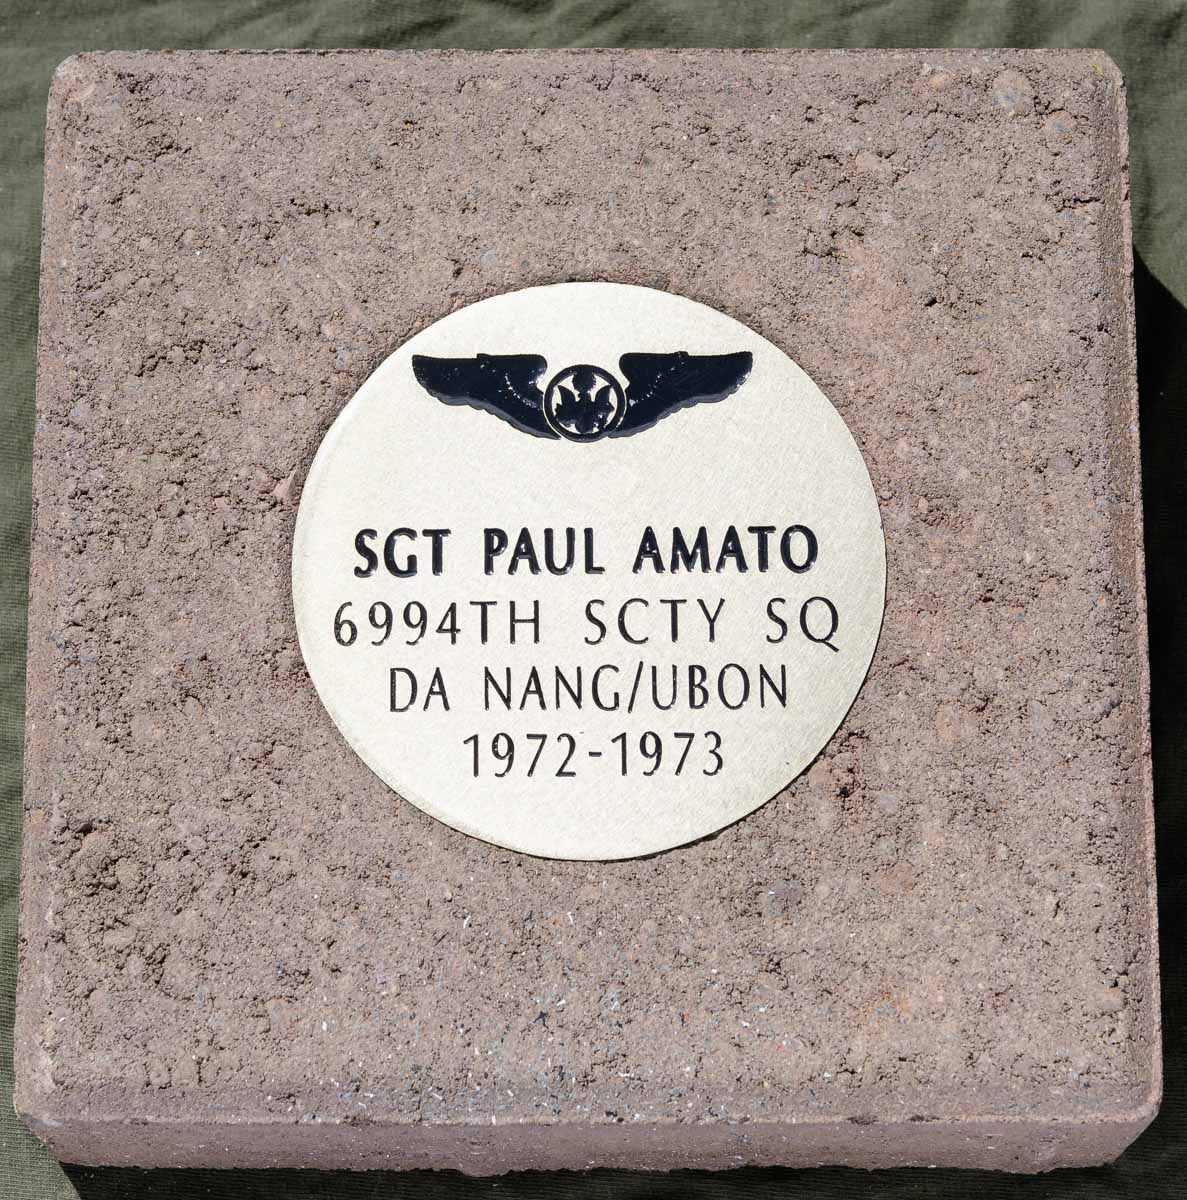 SGT PAUL AMATO
6994TH SCTY SQ
DA NANG/UBON
1972-1973